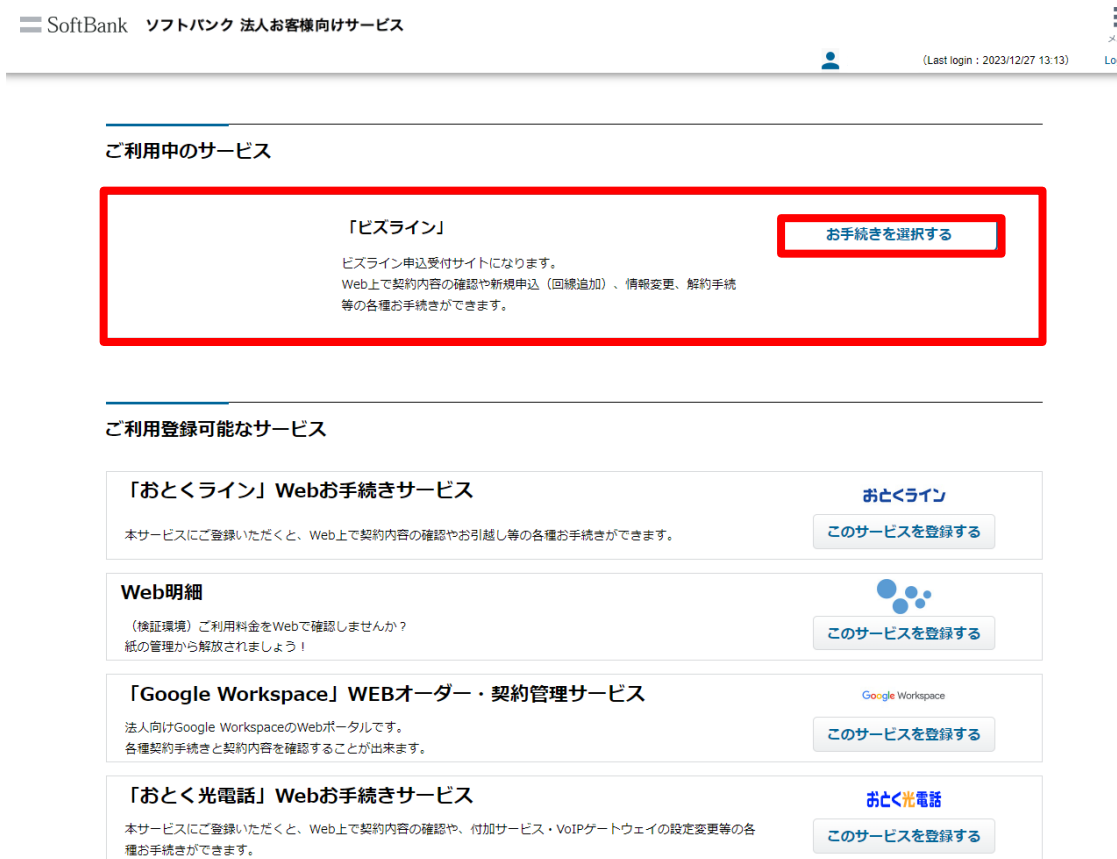 SoftBank ソフトバンク 法人お客様向けサービス
(Last login : 2023/12/27 13:13)
ご利用中のサービス
「ビズライン」
お手続きを選択する
ビズライン申込受付サイトになります。
Web上で契約内容の確認や新規申込（回線追加）、情報変更、解約手続
等の各種お手続きができます。
ご利用登録可能なサービス
「おとくライン」Webお手続きサービス
おとくライン
本サービスにご登録いただくと、Web上で契約内容の確認やお引越し等の各種お手続きができます。
このサービスを登録する
Web明細
（検証環境）ご利用料金をWebで確認しませんか？
紙の管理から解放されましょう！
このサービスを登録する
「Google Workspace」WEBオーダー・契約管理サービス
Google Workspace
法人向けGoogle WorkspaceのWebポータルです。
各種契約手続きと契約内容を確認することが出来ます。
このサービスを登録する
「おとく光電話」Webお手続きサービス
おとく光電話
本サービスにご登録いただくと、Web上で契約内容の確認や、付加サービス・VoIPゲートウェイの設定変更等の各
種お手続きができます。
このサービスを登録する